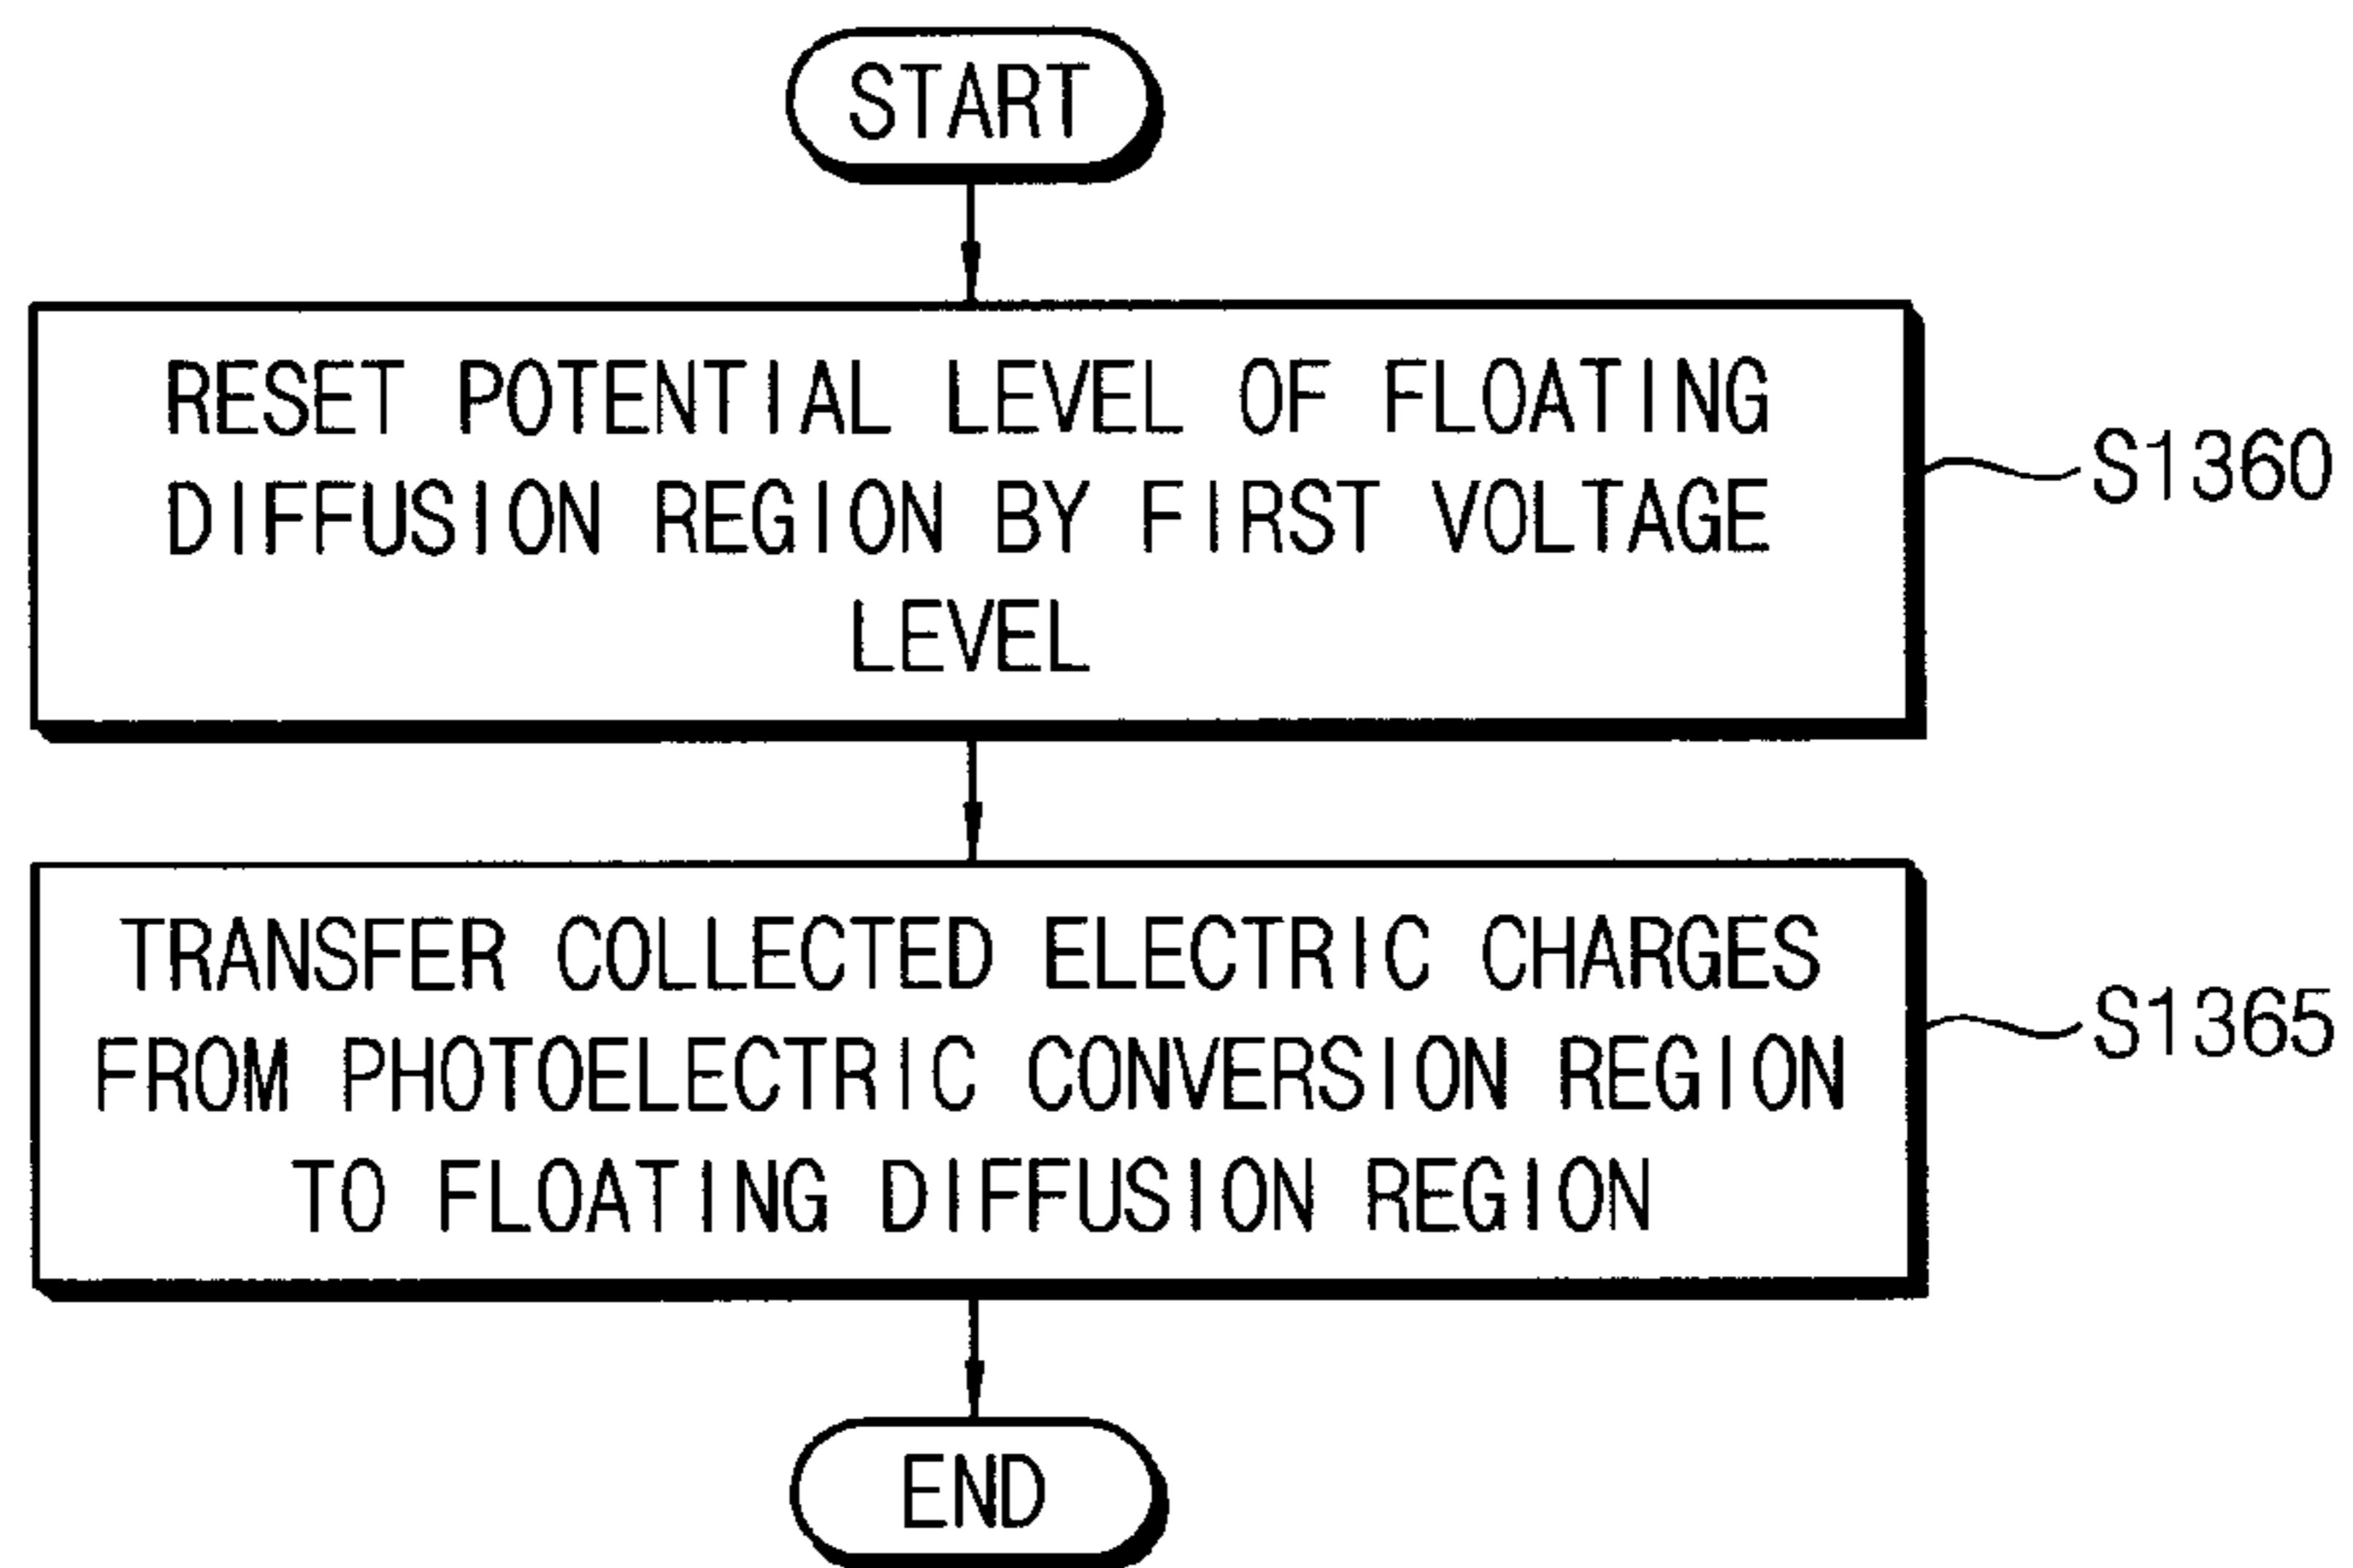 START
RESET POTENTIAL LEVEL OF FLOATING
DIFFUSION REGION BY FIRST VOLTAGE
LEVEL
S1360
TRANSFER COLLECTED ELECTRIC CHARGES
FROM PHOTOELECTRIC CONVERSION REGION
TO FLOATING DIFFUSION REGION
S1365
END